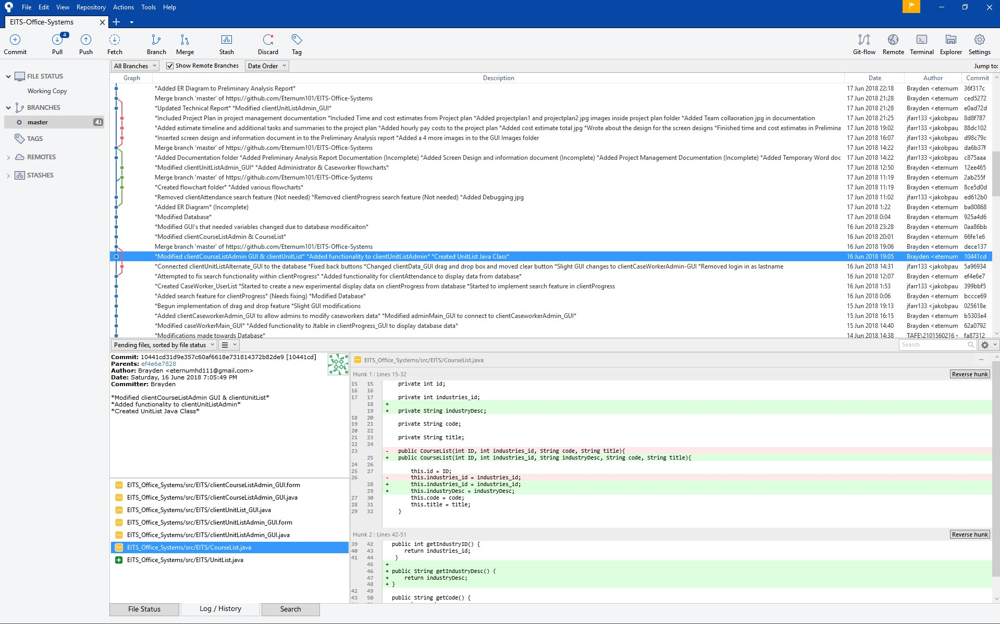 File Edit View Repository Actions Tools Help
EITS-Office-Systems
4
Commit Pull Push Fetch Branch Merge Stash Discard Tag Git-flow Remote Terminal Explorer Settings
All Branches Show Remote Branches Date Order Jump to:
FILE STATUS
Working Copy
BRANCHES
master 4↓
TAGS
REMOTES
STASHES
Graph Description Date Author Commit
*Added ER Diagram to Preliminary Analysis Report* 17 Jun 2018 22:18 Brayden <eternum 36f317c
Merge branch 'master' of https://github.com/Eternum101/EITS-Office-Systems 17 Jun 2018 21:28 Brayden <eternum ced5272
*Updated Technical Report* *Modified clientUnitListAdmin_GUI* 17 Jun 2018 21:28 Brayden <eternum e0ad72d
*Included Project Plan in project management documentation *Included Time and cost estimates from Project plan *Added projectplan1 and projectplan2 jpg images inside project plan folder *Added Team collaoration jpg in documentation 17 Jun 2018 21:25 jfarr133 <jakobpau 8d8f787
*Added estimate timeline and additional tasks and summaries to the project plan *Added hourly pay costs to the project plan *Added cost estimate total jpg *Wrote about the design for the screen designs *Finished time and cost estimates in Prelimina 17 Jun 2018 19:02 jfarr133 <jakobpau 88dc102
*Inserted screen design and information document in to the Preliminary Analysis report *Added a 4 more images in to the GUI Images folder 17 Jun 2018 16:07 jfarr133 <jakobpau d98c79c
Merge branch 'master' of https://github.com/Eternum101/EITS-Office-Systems 17 Jun 2018 14:22 jfarr133 <jakobpau da6b37f
*Added Documentation folder *Added Preliminary Analysis Report Documentation (Incomplete) *Added Screen Design and information document (Incomplete) *Added Project Management Documentation (Incomplete) *Added Temporary Word doc 17 Jun 2018 14:22 jfarr133 <jakobpau c875aaa
*Modified clientUnitListAdmin_GUI* *Added Administrator & Caseworker flowcharts* 17 Jun 2018 12:50 Brayden <eternum 12ee465
Merge branch 'master' of https://github.com/Eternum101/EITS-Office-Systems 17 Jun 2018 11:19 Brayden <eternum 2ab255f
*Created flowchart folder* *Added various flowcharts* 17 Jun 2018 11:19 Brayden <eternum 8ce5d0d
*Removed clientAttendance search feature (Not needed) *Removed clientProgress search feature (Not needed) *Added Debugging jpg 17 Jun 2018 11:02 jfarr133 <jakobpau ed612b0
*Added ER Diagram* (Incomplete) 17 Jun 2018 1:22 Brayden <eternum ba80868
*Modified Database* 17 Jun 2018 0:04 Brayden <eternum 925a4d6
*Modified GUI's that needed variables changed due to database modificaiton* 16 Jun 2018 23:28 Brayden <eternum 0aa86bb
*Modified clientCourseListAdmin & CourseList* 16 Jun 2018 20:01 Brayden <eternum 66fe1e6
Merge branch 'master' of https://github.com/Eternum101/EITS-Office-Systems 16 Jun 2018 19:06 Brayden <eternum dece137
*Modified clientCourseListAdmin GUI & clientUnitList* *Added functionality to clientUnitListAdmin* *Created UnitList Java Class* 16 Jun 2018 19:05 Brayden <eternum 10441cd
*Connected clientUnitListAlternate_GUI to the database *Fixed back buttons *Changed clientData_GUI drag and drop box and moved clear button *Slight GUI changes to clientCaseWorkerAdmin-GUI *Removed login in as lastname 16 Jun 2018 14:31 jfarr133 <jakobpau 5a96934
*Attempted to fix search functionality within clientProgress* *Added functionality for clientAttendance to display data from database* 16 Jun 2018 12:07 Brayden <eternum ef4e6e7
*Created CaseWorker_UserList *Started to create a new experimental display data on clientProgress from database *Started to implement search feature in clientProgress 16 Jun 2018 1:53 jfarr133 <jakobpau 399bbf5
*Added search feature for clientProgress* (Needs fixing) *Modified Database* 16 Jun 2018 0:06 Brayden <eternum bccce69
*Begun implementation of drag and drop feature *Slight GUI modifications 15 Jun 2018 19:13 jfarr133 <jakobpau 025618e
*Added clientCaseworkerAdmin_GUI to allow admins to modify caseworkers data* *Modified adminMain_GUI to connect to clientCaseworkerAdmin_GUI* 15 Jun 2018 16:15 Brayden <eternum b5303e4
*Modified caseWorkerMain_GUI* *Added functionality to Jtable in clientProgress_GUI to display database data* 15 Jun 2018 14:40 Brayden <eternum 62a0792
*Modifications made towards Database* 14 Jun 2018 14:38 TAFE\2101560216 < fa87312
Pending files, sorted by file status Search
Commit: 10441cd31d9e357c60af6618e731814372b82de9 [10441cd]
Parents: ef4e6e7828
Author: Brayden <eternumhd111@gmail.com>
Date: Saturday, 16 June 2018 7:05:49 PM
Committer: Brayden
*Modified clientCourseListAdmin GUI & clientUnitList*
*Added functionality to clientUnitListAdmin*
*Created UnitList Java Class*
EITS_Office_Systems/src/EITS/clientCourseListAdmin_GUI.form
EITS_Office_Systems/src/EITS/clientCourseListAdmin_GUI.java
EITS_Office_Systems/src/EITS/clientUnitList_GUI.java
EITS_Office_Systems/src/EITS/clientUnitListAdmin_GUI.form
EITS_Office_Systems/src/EITS/clientUnitListAdmin_GUI.java
EITS_Office_Systems/src/EITS/CourseList.java
EITS_Office_Systems/src/EITS/UnitList.java
EITS_Office_Systems/src/EITS/CourseList.java
Hunk 1 : Lines 15-32 Reverse hunk
15 15 private int id;
16 16
17 17 private int industries_id;
18 +
19 + private String industryDesc;
18 20
19 21 private String code;
20 22
21 23 private String title;
22 24
23 - public CourseList(int ID, int industries_id, String code, String title){
25 + public CourseList(int ID, int industries_id, String industryDesc, String code, String title){
24 26
25 27 this.id = ID;
26 - this.industries_id = industries_id;
28 + this.industries_id = industries_id;
29 + this.industryDesc = industryDesc;
27 30 this.code = code;
28 31 this.title = title;
29 32 }
Hunk 2 : Lines 42-51 Reverse hunk
39 42 public int getIndustryID() {
40 43 return industries_id;
41 44 }
45 +
46 + public String getIndustryDesc() {
47 + return industryDesc;
48 + }
42 49
43 50 public String getCode() {
File Status Log / History Search